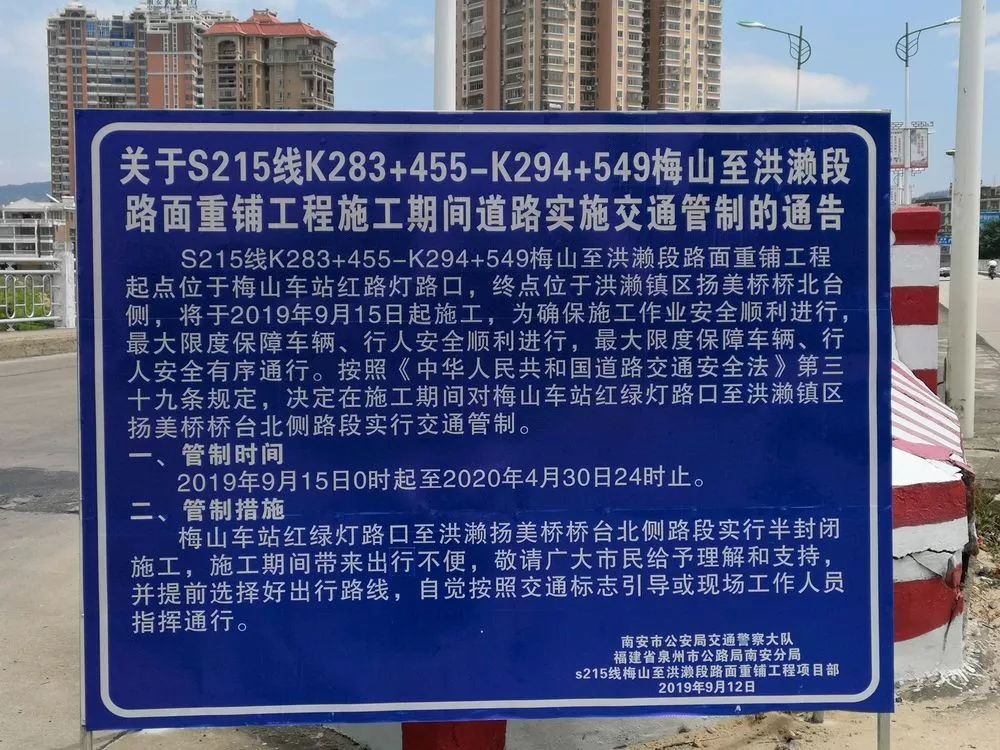 关于S215线K283+455-K294+549梅山至洪濑段
路面重铺工程施工期间道路实施交通管制的通告
S215线K283+455-K294+549梅山至洪濑段路面重铺工程
起点位于梅山车站红路灯路口，终点位于洪濑镇区扬美桥桥北台
侧，将于2019年9月15日起施工，为确保施工作业安全顺利进行，
最大限度保障车辆、行人安全顺利进行，最大限度保障车辆、行
人安全有序通行。按照《中华人民共和国道路交通安全法》第三
十九条规定，决定在施工期间对梅山车站红绿灯路口至洪濑镇区
扬美桥桥台北侧路段实行交通管制。
一、管制时间
2019年9月15日0时起至2020年4月30日24时止。
二、管制措施
梅山车站红绿灯路口至洪濑扬美桥桥台北侧路段实行半封闭
施工，施工期间带来出行不便，敬请广大市民给予理解和支持，
并提前选择好出行路线，自觉按照交通标志引导或现场工作人员
指挥通行。
南安市公安局交通警察大队
福建省泉州市公路局南安分局
s215线梅山至洪濑段路面重铺工程项目部
2019年9月12日